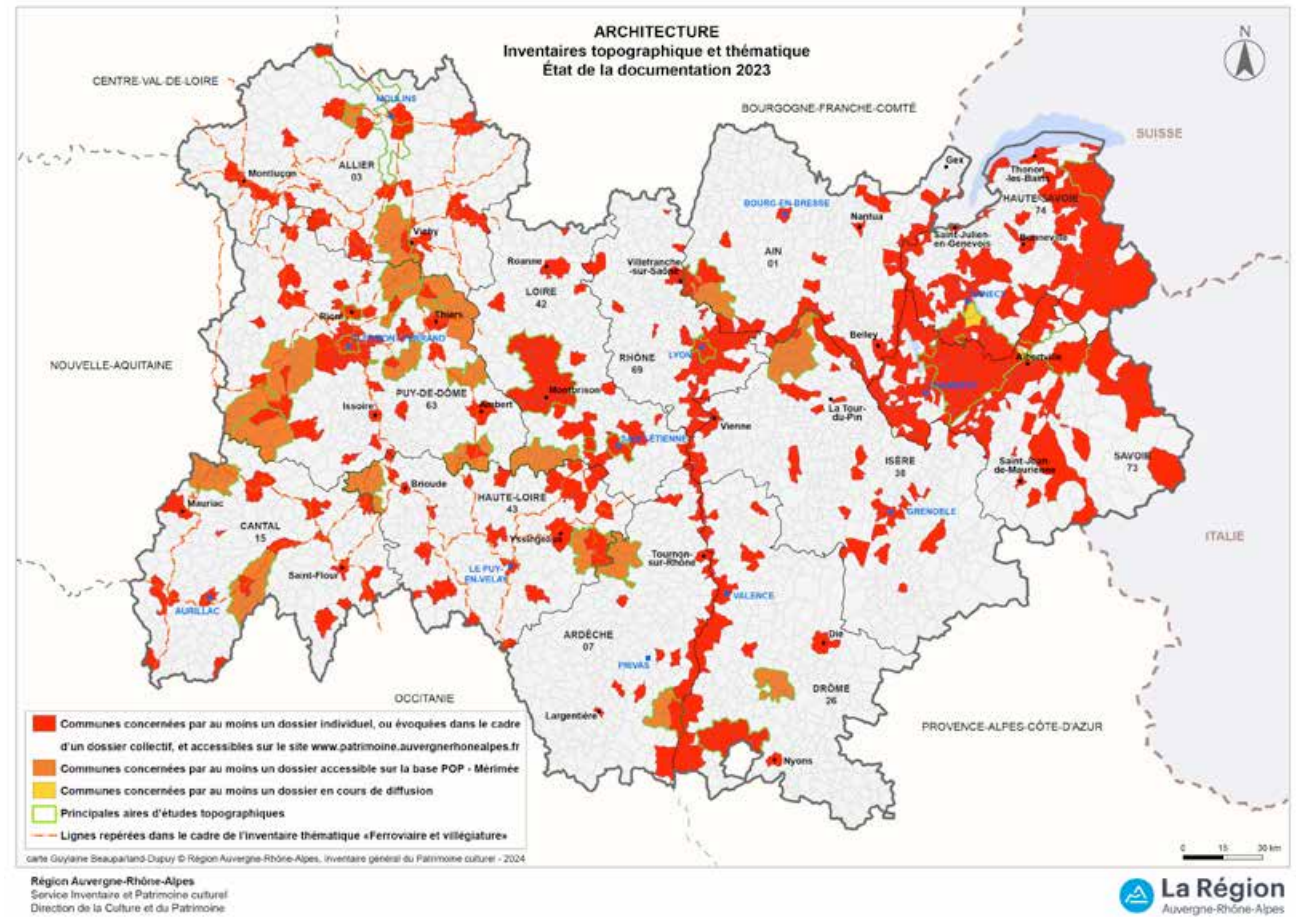 ARCHITECTURE
Inventaires topographique et thématique
État de la documentation 2023
N
CENTRE-VAL-DE-LOIRE
BOURGOGNE-FRANCHE-COMTÉ
SUISSE
MOULINS
ALLIER
03
Montluçon
Gex
Thonon
-les-Bains
HAUTE-SAVOIE
74
BOURG-EN-BRESSE
Nantua
Saint-Julien
-en-Genevois
Bonneville
Vichy
AIN
01
Roanne
Villefranche
-sur-Saône
LOIRE
42
ANNECY
Riom
Thiers
CLERMONT-FERRAND
Belley
RHÔNE
69
LYON
Albertville
NOUVELLE-AQUITAINE
PUY-DE-DÔME
63
Montbrison
CHAMBÉRY
Issoire
Ambert
La Tour-
du-Pin
Vienne
SAINT-ÉTIENNE
ISÈRE
38
Saint-Jean-
de-Maurienne
SAVOIE
73
Brioude
Mauriac
HAUTE-LOIRE
43
GRENOBLE
CANTAL
15
Yssingeaux
ITALIE
Tournon-
sur-Rhône
Saint-Flour
LE PUY-
EN-VELAY
AURILLAC
VALENCE
ARDÈCHE
07
Die
PRIVAS
DRÔME
26
OCCITANIE
Largentière
PROVENCE-ALPES-CÔTE-D'AZUR
Nyons
Communes concernées par au moins un dossier individuel, ou évoquées dans le cadre
d'un dossier collectif, et accessibles sur le site www.patrimoine.auvergnerhonealpes.fr
Communes concernées par au moins un dossier accessible sur la base POP - Mérimée
Communes concernées par au moins un dossier en cours de diffusion
Principales aires d'études topographiques
Lignes repérées dans le cadre de l'inventaire thématique «Ferroviaire et villégiature»
carte Guylaine Beauparland-Dupuy © Région Auvergne-Rhône-Alpes, Inventaire général du Patrimoine culturel - 2024
0 15 30 km
Région Auvergne-Rhône-Alpes
Service Inventaire et Patrimoine culturel
Direction de la Culture et du Patrimoine
La Région
Auvergne-Rhône-Alpes